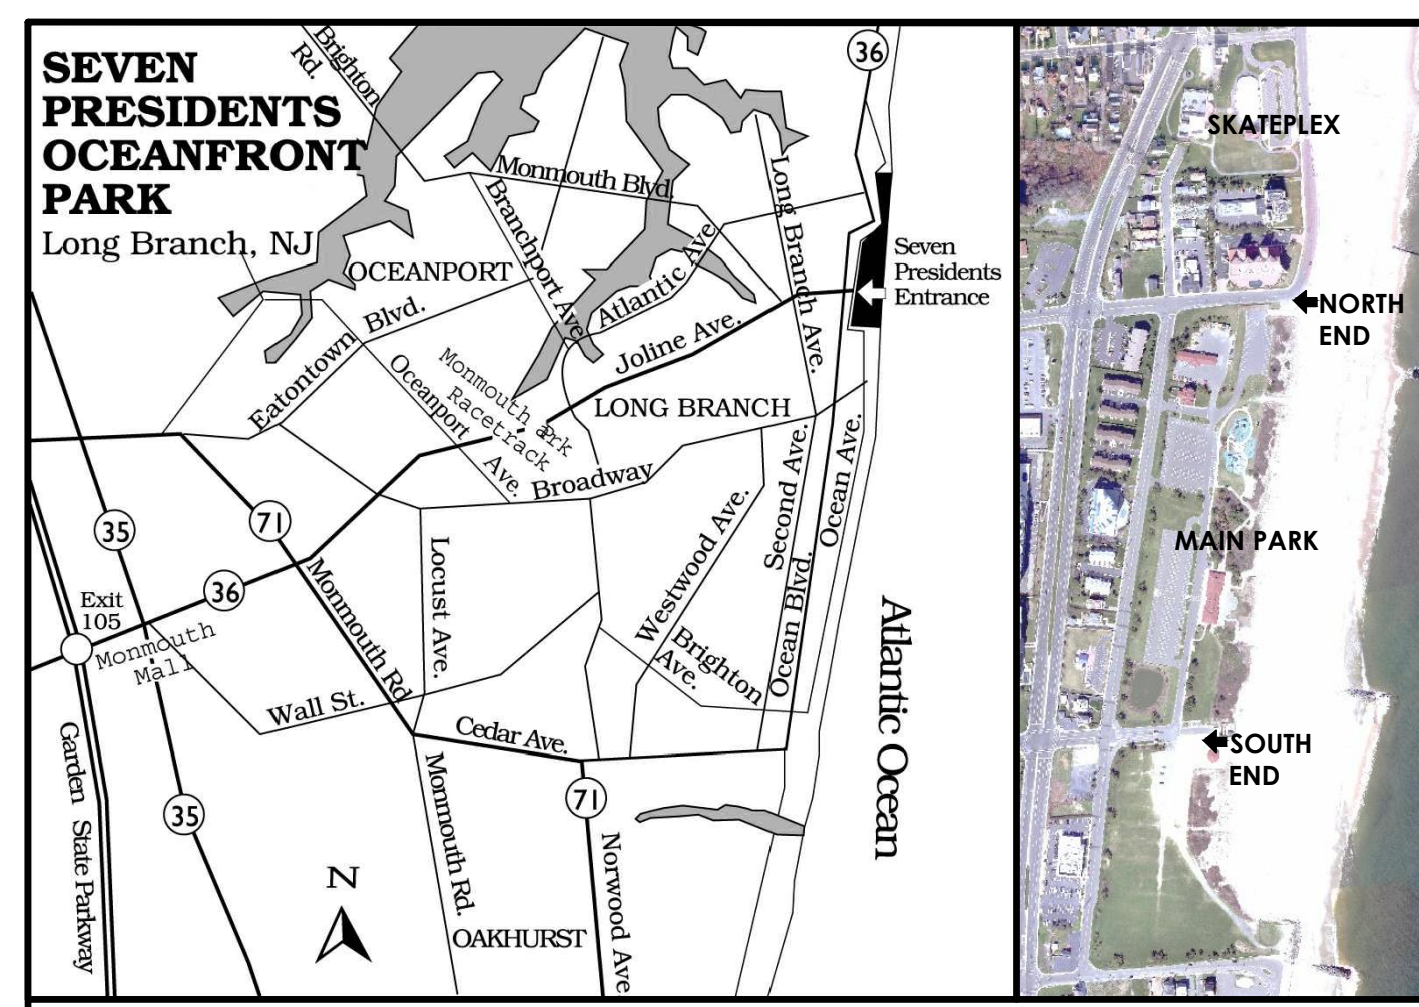 SEVEN
PRESIDENTS
OCEANFRONT
PARK
Long Branch, NJ
Brighton
Rd.
36
Monmouth Blvd.
Long Branch Ave.
Branchport Ave.
Atlantic Ave.
OCEANPORT
Seven
Presidents
Entrance
Eatontown
Blvd.
Joline Ave.
Oceanport
Ave.
Monmouth Park
Racetrack
LONG BRANCH
Broadway
Second Ave.
Ocean Ave.
Westwood Ave.
Ocean Blvd.
35
71
36
Exit
105
Monmouth
Mall
Monmouth Rd.
Locust Ave.
Brighton
Ave.
Wall St.
Cedar Ave.
Atlantic Ocean
Garden State Parkway
35
71
Monmouth Rd.
Norwood Ave.
N
OAKHURST
SKATEPLEX
NORTH
END
MAIN PARK
SOUTH
END